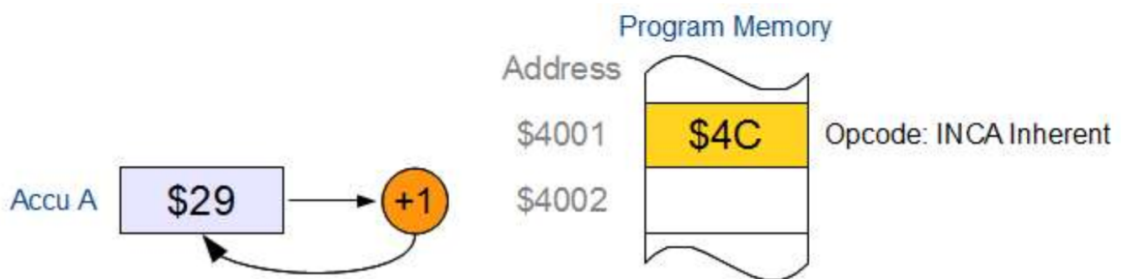 Program Memory
Address
$4001 $4C Opcode: INCA Inherent
Accu A $29 +1 $4002